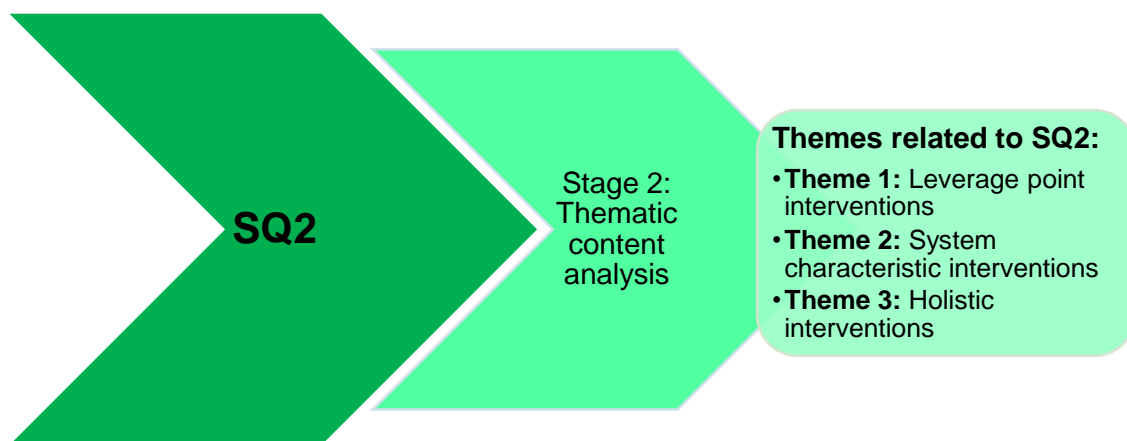 SQ2
Stage 2:
Thematic
content
analysis
Themes related to SQ2:
•Theme 1: Leverage point
interventions
•Theme 2: System
characteristic interventions
•Theme 3: Holistic
interventions